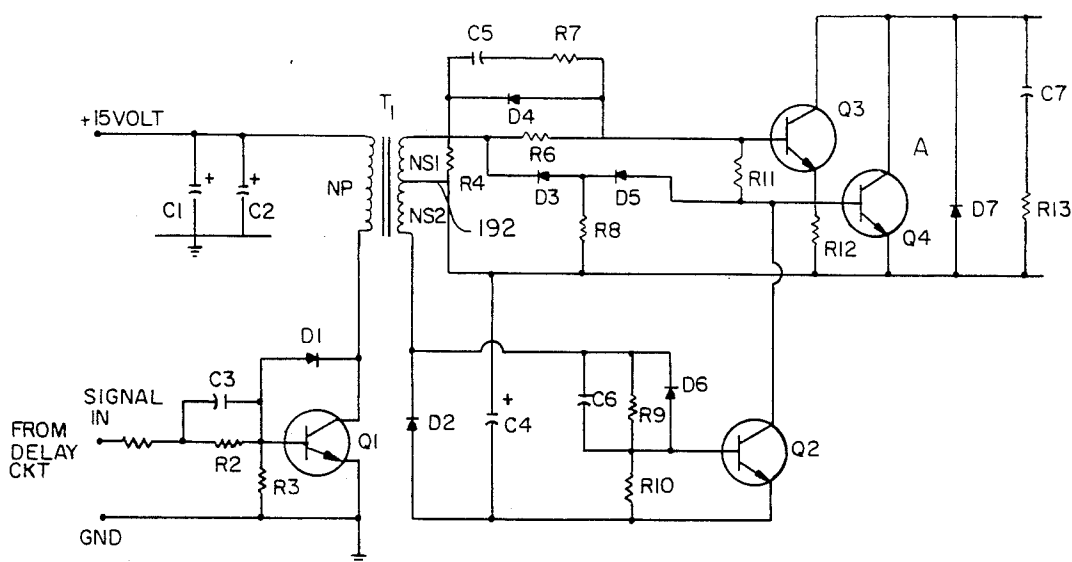 C5
R7
C7
+15VOLT
T1
D4
Q3
R6
A
+
+
NP
NS1
R4
R11
D3
D5
D7
R13
C1
C2
NS2
192
R8
R12
Q4
D1
C3
SIGNAL
IN
D2
+
C4
C6
R9
D6
FROM
DELAY
CKT
R2
Q1
Q2
R3
R10
GND